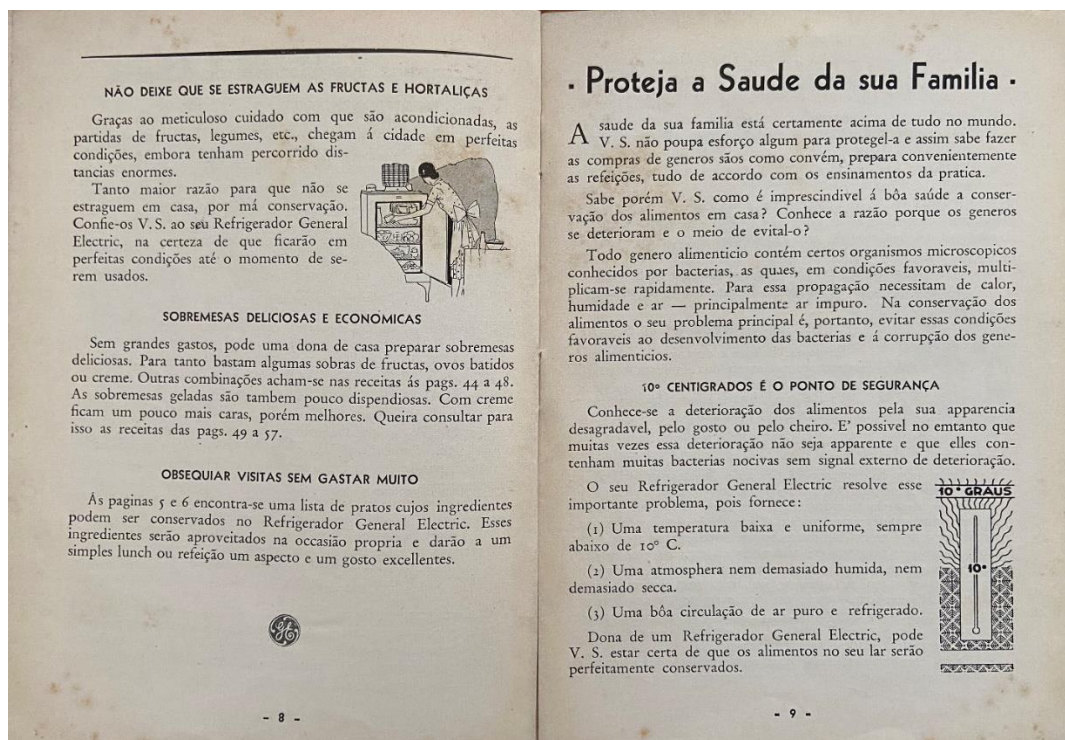 NÃO DEIXE QUE SE ESTRAGUEM AS FRUCTAS E HORTALIÇAS
Graças ao meticuloso cuidado com que são acondicionadas, as
partidas de fructas, legumes, etc., chegam á cidade em perfeitas
condições, embora tenham percorrido dis-
tancias enormes.
Tanto maior razão para que não se
estraguem em casa, por má conservação.
Confie-os V. S. ao seu Refrigerador General
Electric, na certeza de que ficarão em
perfeitas condições até o momento de se-
rem usados.
SOBREMESAS DELICIOSAS E ECONOMICAS
Sem grandes gastos, pode uma dona de casa preparar sobremesas
deliciosas. Para tanto bastam algumas sobras de fructas, ovos batidos
ou creme. Outras combinações acham-se nas receitas ás pags. 44 a 48.
As sobremesas geladas são tambem pouco dispendiosas. Com creme
ficam um pouco mais caras, porém melhores. Queira consultar para
isso as receitas das pags. 49 a 57.
OBSEQUIAR VISITAS SEM GASTAR MUITO
Ás paginas 5 e 6 encontra-se uma lista de pratos cujos ingredientes
podem ser conservados no Refrigerador General Electric. Esses
ingredientes serão aproveitados na occasião propria e darão a um
simples lunch ou refeição um aspecto e um gosto excellentes.
GE
- 8 -
· Proteja a Saude da sua Familia ·
A saude da sua familia está certamente acima de tudo no mundo.
V. S. não poupa esforço algum para protegel-a e assim sabe fazer
as compras de generos sãos como convém, prepara convenientemente
as refeições, tudo de accordo com os ensinamentos da pratica.
Sabe porém V. S. como é imprescindivel á bôa saúde a conser-
vação dos alimentos em casa? Conhece a razão porque os generos
se deterioram e o meio de evital-o?
Todo genero alimenticio contém certos organismos microscopicos
conhecidos por bacterias, as quaes, em condições favoraveis, multi-
plicam-se rapidamente. Para essa propagação necessitam de calor,
humidade e ar — principalmente ar impuro. Na conservação dos
alimentos o seu problema principal é, portanto, evitar essas condições
favoraveis ao desenvolvimento das bacterias e á corrupção dos gene-
ros alimenticios.
10º CENTIGRADOS É O PONTO DE SEGURANÇA
Conhece-se a deterioração dos alimentos pela sua apparencia
desagradavel, pelo gosto ou pelo cheiro. E' possivel no emtanto que
muitas vezes essa deterioração não seja apparente e que elles con-
tenham muitas bacterias nocivas sem signal externo de deterioração.
O seu Refrigerador General Electric resolve esse
importante problema, pois fornece:
(1) Uma temperatura baixa e uniforme, sempre
abaixo de 10° C.
(2) Uma atmosphera nem demasiado humida, nem
demasiado secca.
(3) Uma bôa circulação de ar puro e refrigerado.
Dona de um Refrigerador General Electric, pode
V. S. estar certa de que os alimentos no seu lar serão
perfeitamente conservados.
10° GRAUS
10°
- 9 -